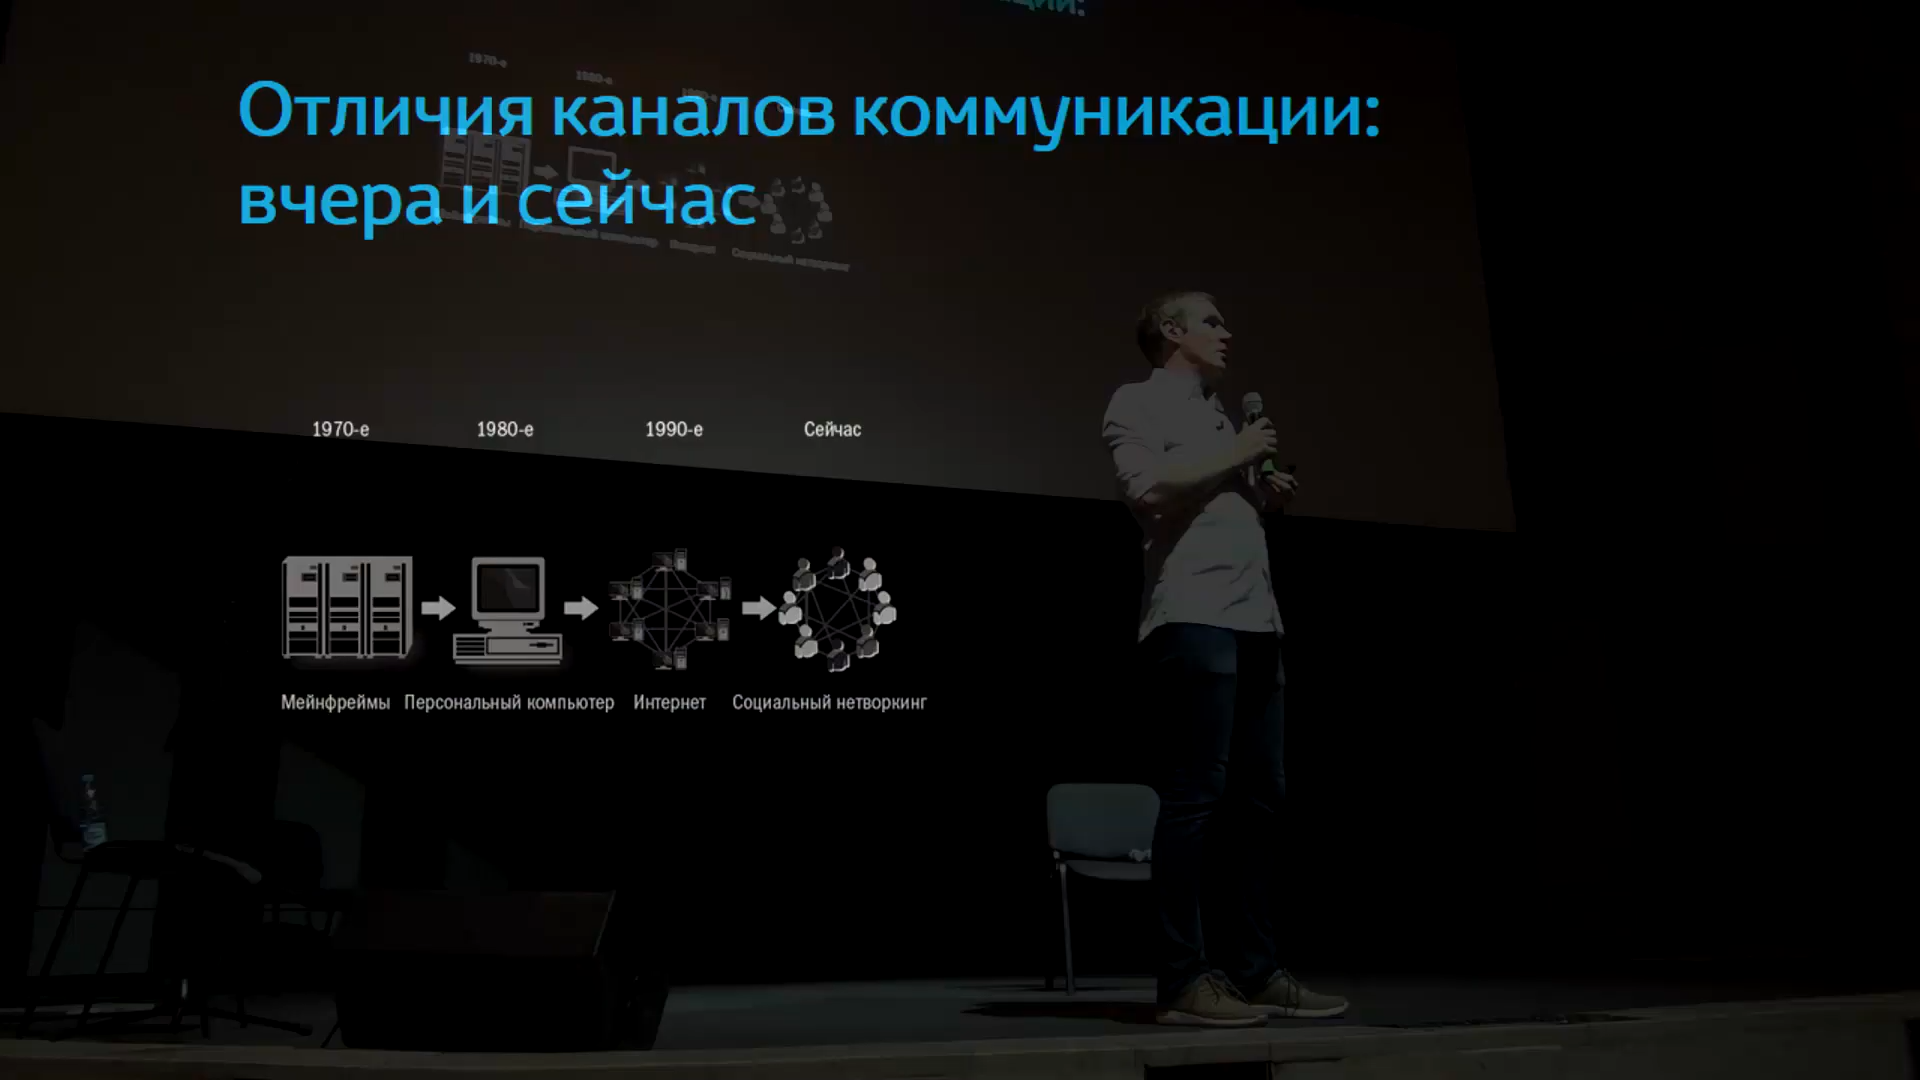 Отличия каналов коммуникации:
вчера и сейчас
1970-е 1980-е 1990-е Сейчас
Мейнфреймы Персональный компьютер Интернет Социальный нетворкинг